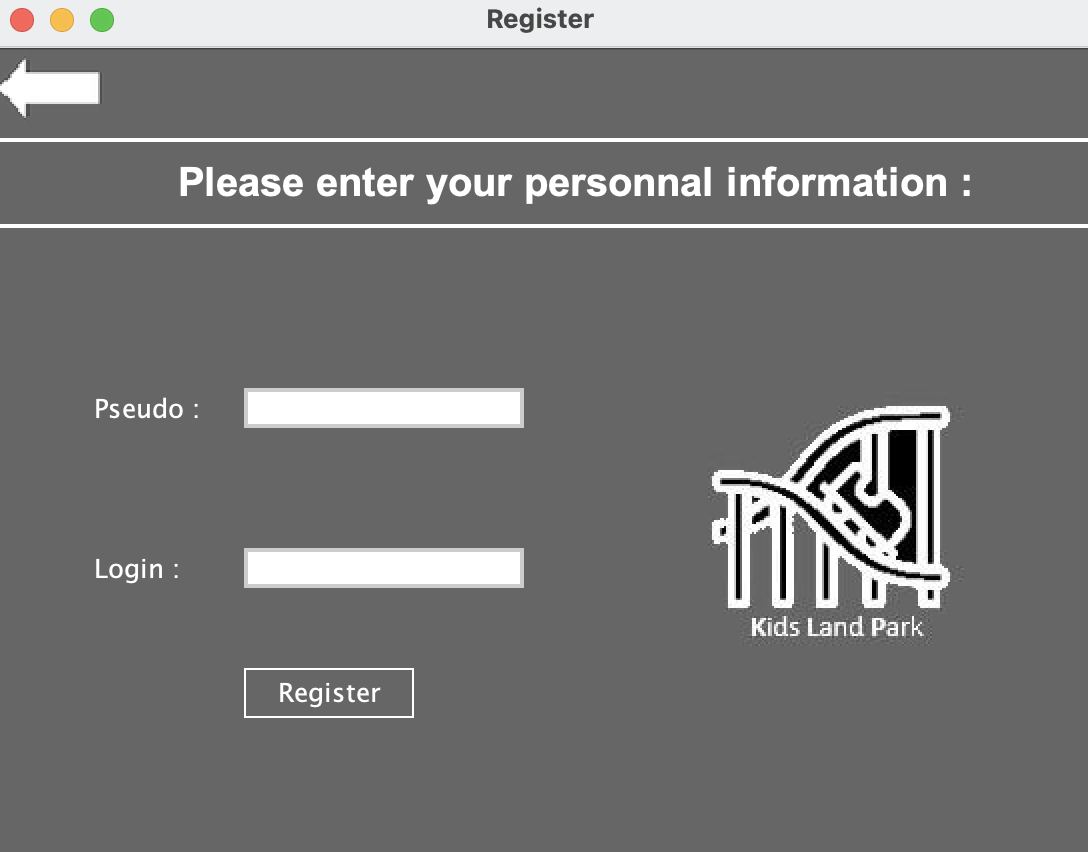 Register
Please enter your personnal information :
Pseudo :
Login :
Kids Land Park
Register